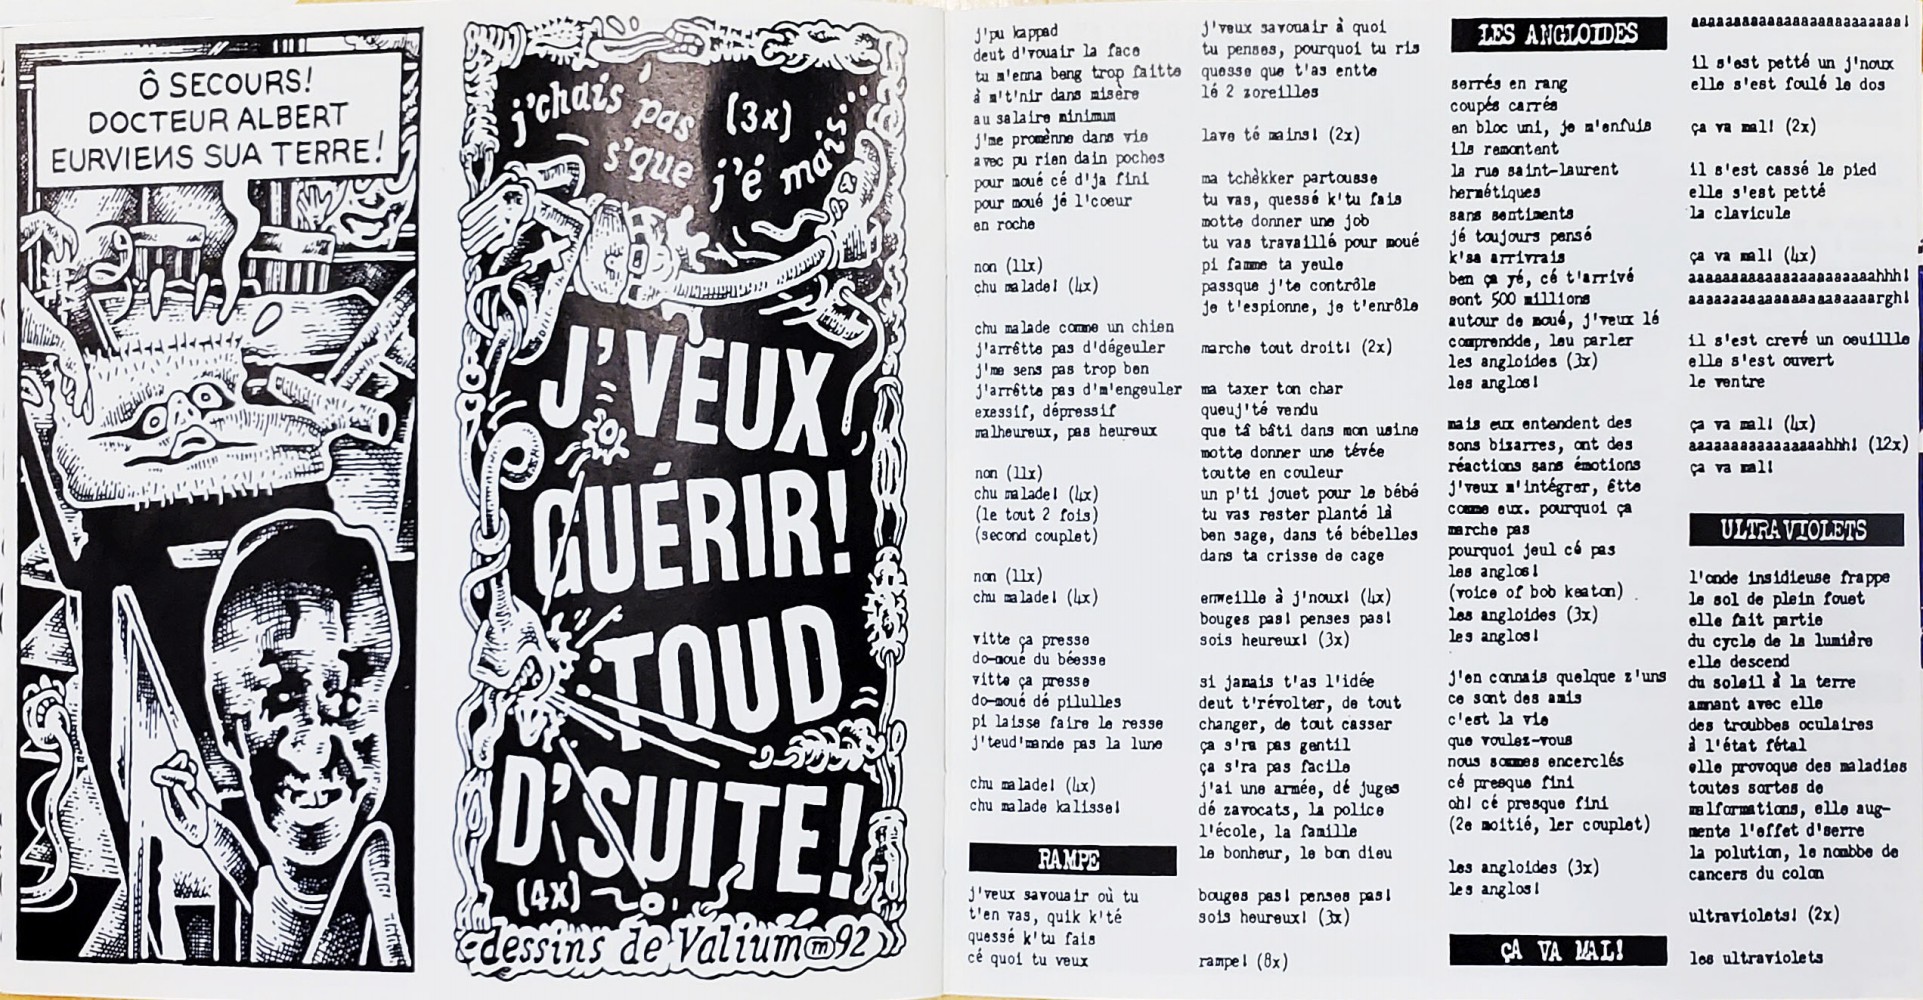 Ô SECOURS!
DOCTEUR ALBERT
EURVIENS SUA TERRE!
j'chais pas
s'que
(3x)
j'é mais...
J'VEUX
GUÉRIR!
TOUD
D'SUITE!
(4x)
dessins de Valium m 92
j'pu kappad
deut d'vouair la face
tu m'enna beng trop faitte
à m't'nir dans misère
au salaire minimum
j'me promènne dans vie
avec pu rien dain poches
pour moué cé d'ja fini
pour moué jé l'coeur
en roche
non (11x)
chu malade! (4x)
chu malade comme un chien
j'arrêtte pas d'dégeuler
j'me sens pas trop ben
j'arrêtte pas d'm'engeuler
exessif, dépressif
malheureux, pas heureux
non (11x)
chu malade! (4x)
(le tout 2 fois)
(second couplet)
non (11x)
chu malade! (4x)
vitte ça presse
do-moué du béesse
vitte ça presse
do-moué dé pilulles
pi laisse faire le resse
j'teud'mande pas la lune
chu malade! (4x)
chu malade kalisse!
RAMPE
j'veux savouair où tu
t'en vas, quik k'té
quessé k'tu fais
cé quoi tu veux
j'veux savouair à quoi
tu penses, pourquoi tu ris
quesse que t'as entte
lé 2 zoreilles
lave té mains! (2x)
ma tchèkker partousse
tu vas, quessé k'tu fais
motte donner une job
tu vas travaillé pour moué
pi famme ta yeule
passque j'te contrôle
je t'espionne, je t'enrôle
marche tout droit! (2x)
ma taxer ton char
queuj'té vendu
que tâ bâti dans mon usine
motte donner une tévée
toutte en couleur
un p'ti jouet pour le bébé
tu vas rester planté là
ben sage, dans té bébelles
dans ta crisse de cage
enweille à j'noux! (4x)
bouges pas! penses pas!
sois heureux! (3x)
si jamais t'as l'idée
deut t'révolter, de tout
changer, de tout casser
ça s'ra pas gentil
ça s'ra pas facile
j'ai une armée, dé juges
dé zavocats, la police
l'école, la famille
le bonheur, le bon dieu
bouges pas! penses pas!
sois heureux! (3x)
rampe! (8x)
LES ANGLOIDES
serrés en rang
coupés carrés
en bloc uni, je m'enfuis
ils remontent
la rue saint-laurent
hermétiques
sans sentiments
jé toujours pensé
k'sa arrivrais
ben ça yé, cé t'arrivé
sont 500 millions
autour de moué, j'veux lé
comprendde, leu parler
les angloides (3x)
les anglos!
mais eux entendent des
sons bizarres, ont des
réactions sans émotions
j'veux m'intégrer, êtte
comme eux. pourquoi ça
marche pas
pourquoi jeul cé pas
les anglos!
(voice of bob keaton)
les angloides (3x)
les anglos!
j'en connais quelque z'uns
ce sont des amis
c'est la vie
que voulez-vous
nous sommes encerclés
cé presque fini
oh! cé presque fini
(2e moitié, 1er couplet)
les angloides (3x)
les anglos!
ÇA VA MAL!
aaaaaaaaaaaaaaaaaaaaaaaaaa!
il s'est petté un j'noux
elle s'est foulé le dos
ça va mal! (2x)
il s'est cassé le pied
elle s'est petté
la clavicule
ça va mal! (4x)
aaaaaaaaaaaaaaaaaaaaaahhh!
aaaaaaaaaaaaaaaaaaaaaargh!
il s'est crevé un oeuillle
elle s'est ouvert
le ventre
ça va mal! (4x)
aaaaaaaaaaaaaaaahhh! (12x)
ça va mal!
ULTRAVIOLETS
l'onde insidieuse frappe
le sol de plein fouet
elle fait partie
du cycle de la lumière
elle descend
du soleil à la terre
amnant avec elle
des troubbes oculaires
à l'état fétal
elle provoque des maladies
toutes sortes de
malformations, elle aug-
mente l'effet d'serre
la polution, le nombbe de
cancers du colon
ultraviolets! (2x)
les ultraviolets